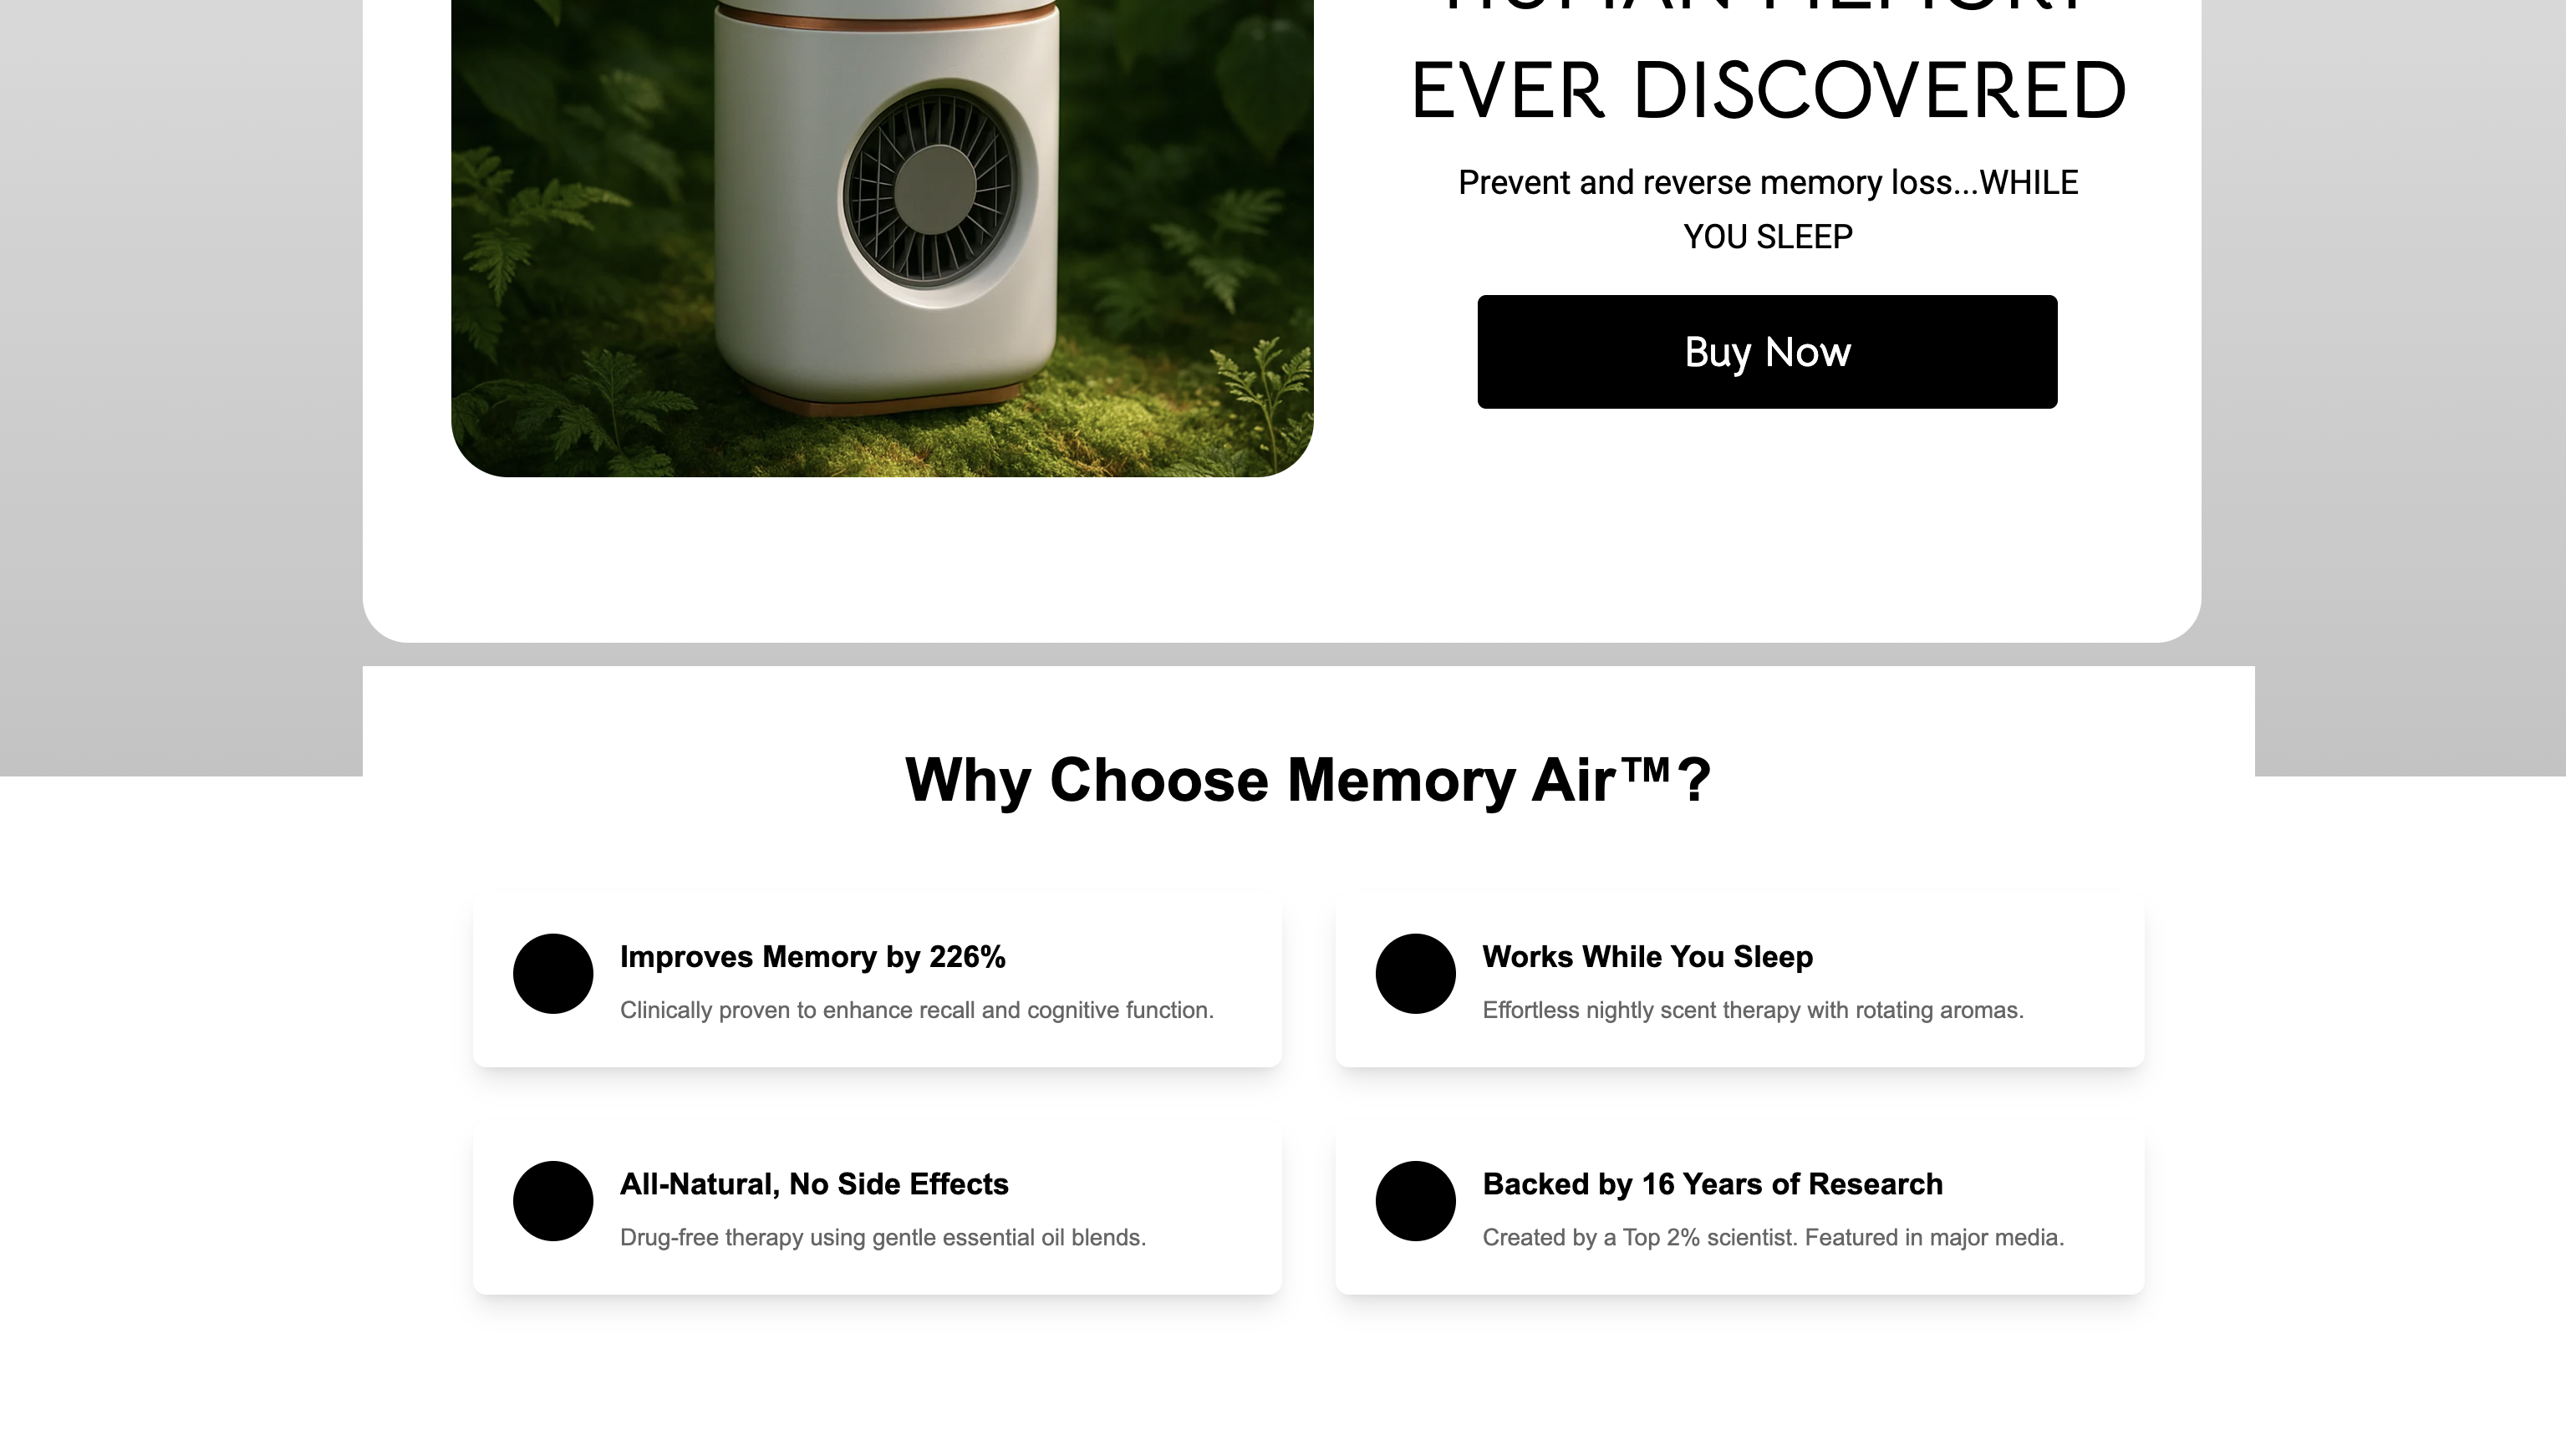 HUMAN MEMORY
EVER DISCOVERED
Prevent and reverse memory loss...WHILE
YOU SLEEP
Buy Now
Why Choose Memory Air™?
Improves Memory by 226%
Clinically proven to enhance recall and cognitive function.
Works While You Sleep
Effortless nightly scent therapy with rotating aromas.
All-Natural, No Side Effects
Drug-free therapy using gentle essential oil blends.
Backed by 16 Years of Research
Created by a Top 2% scientist. Featured in major media.